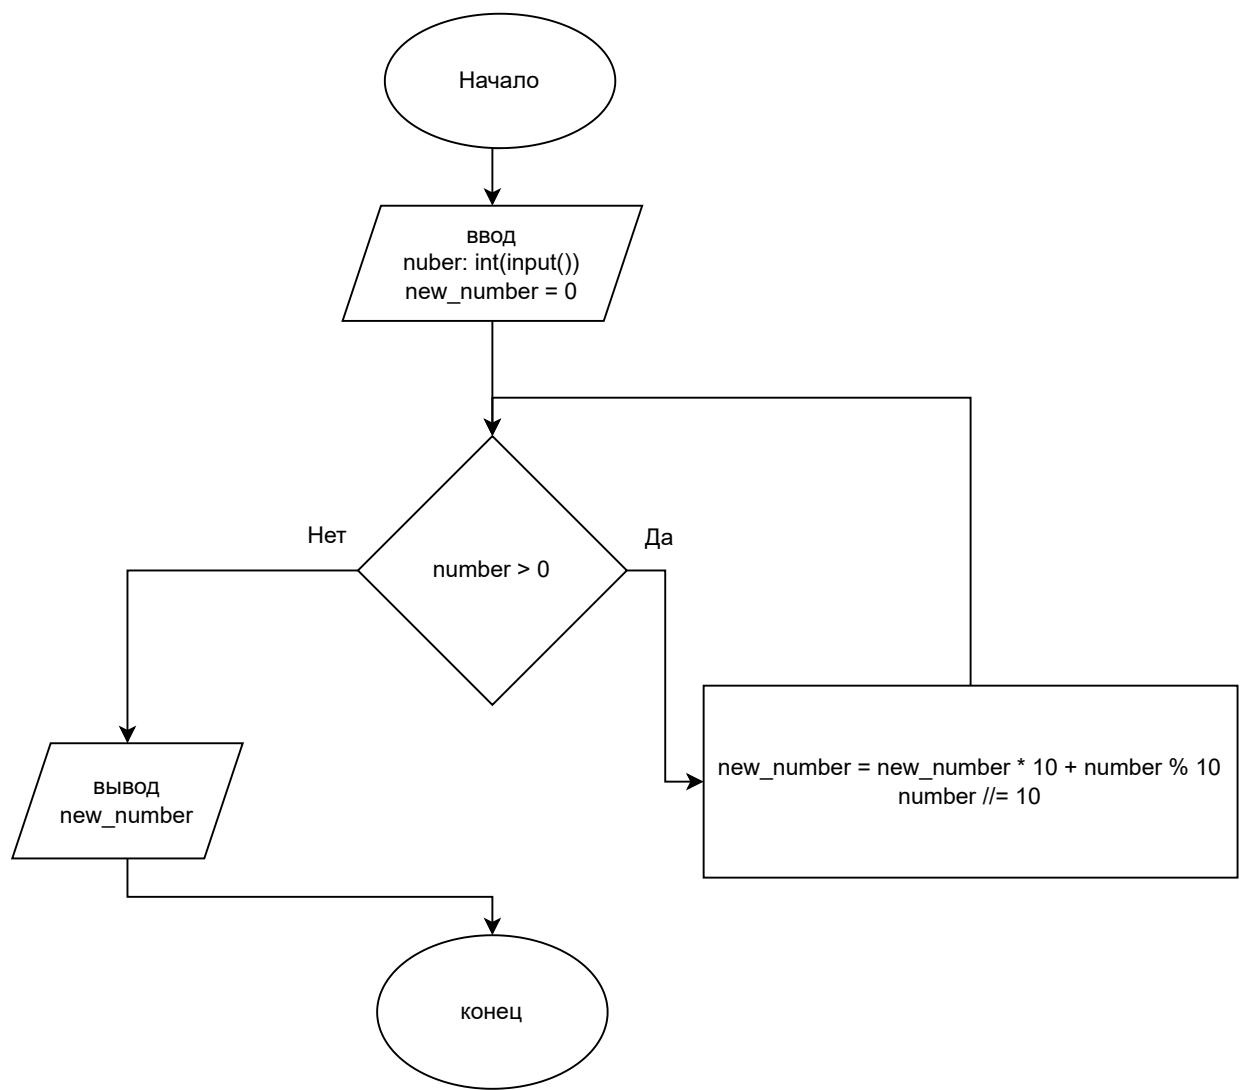 Начало
ввод
nuber: int(input())
new_number = 0
Нет
Да
number > 0
new_number = new_number * 10 + number % 10
number //= 10
вывод
new_number
конец